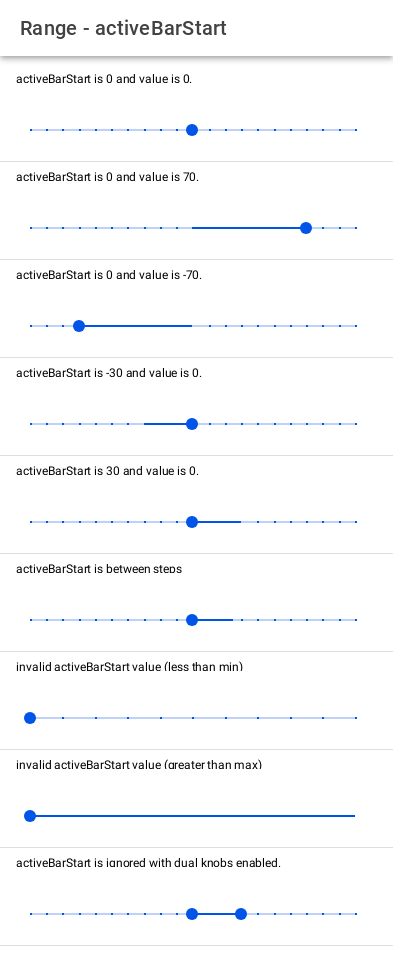 Range - activeBarStart
activeBarStart is 0 and value is 0.
activeBarStart is 0 and value is 70.
activeBarStart is 0 and value is -70.
activeBarStart is -30 and value is 0.
activeBarStart is 30 and value is 0.
activeBarStart is between steps
invalid activeBarStart value (less than min)
invalid activeBarStart value (greater than max)
activeBarStart is ignored with dual knobs enabled.